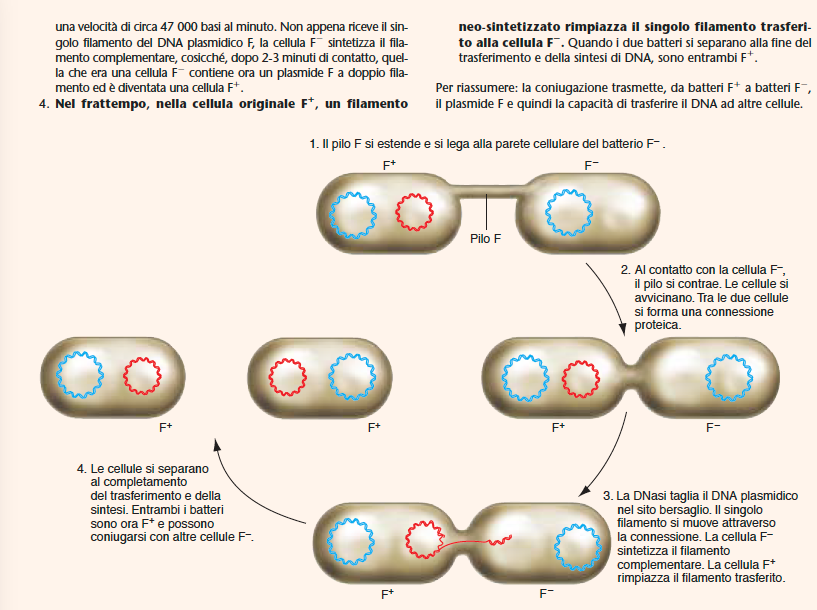 una velocità di circa 47 000 basi al minuto. Non appena riceve il sin-
golo filamento del DNA plasmidico F, la cellula F⁻ sintetizza il fila-
mento complementare, cosicché, dopo 2-3 minuti di contatto, quel-
la che era una cellula F⁻ contiene ora un plasmide F a doppio fila-
mento ed è diventata una cellula F⁺.
4. Nel frattempo, nella cellula originale F⁺, un filamento
neo-sintetizzato rimpiazza il singolo filamento trasferi-
to alla cellula F⁻. Quando i due batteri si separano alla fine del
trasferimento e della sintesi di DNA, sono entrambi F⁺.
Per riassumere: la coniugazione trasmette, da batteri F⁺ a batteri F⁻,
il plasmide F e quindi la capacità di trasferire il DNA ad altre cellule.
1. Il pilo F si estende e si lega alla parete cellulare del batterio F⁻.
F⁺
F⁻
Pilo F
2. Al contatto con la cellula F⁻,
il pilo si contrae. Le cellule si
avvicinano. Tra le due cellule
si forma una connessione
proteica.
F⁺
F⁺
F⁺
F⁻
4. Le cellule si separano
al completamento
del trasferimento e della
sintesi. Entrambi i batteri
sono ora F⁺ e possono
coniugarsi con altre cellule F⁻.
3. La DNasi taglia il DNA plasmidico
nel sito bersaglio. Il singolo
filamento si muove attraverso
la connessione. La cellula F⁻
sintetizza il filamento
complementare. La cellula F⁺
rimpiazza il filamento trasferito.
F⁺
F⁻